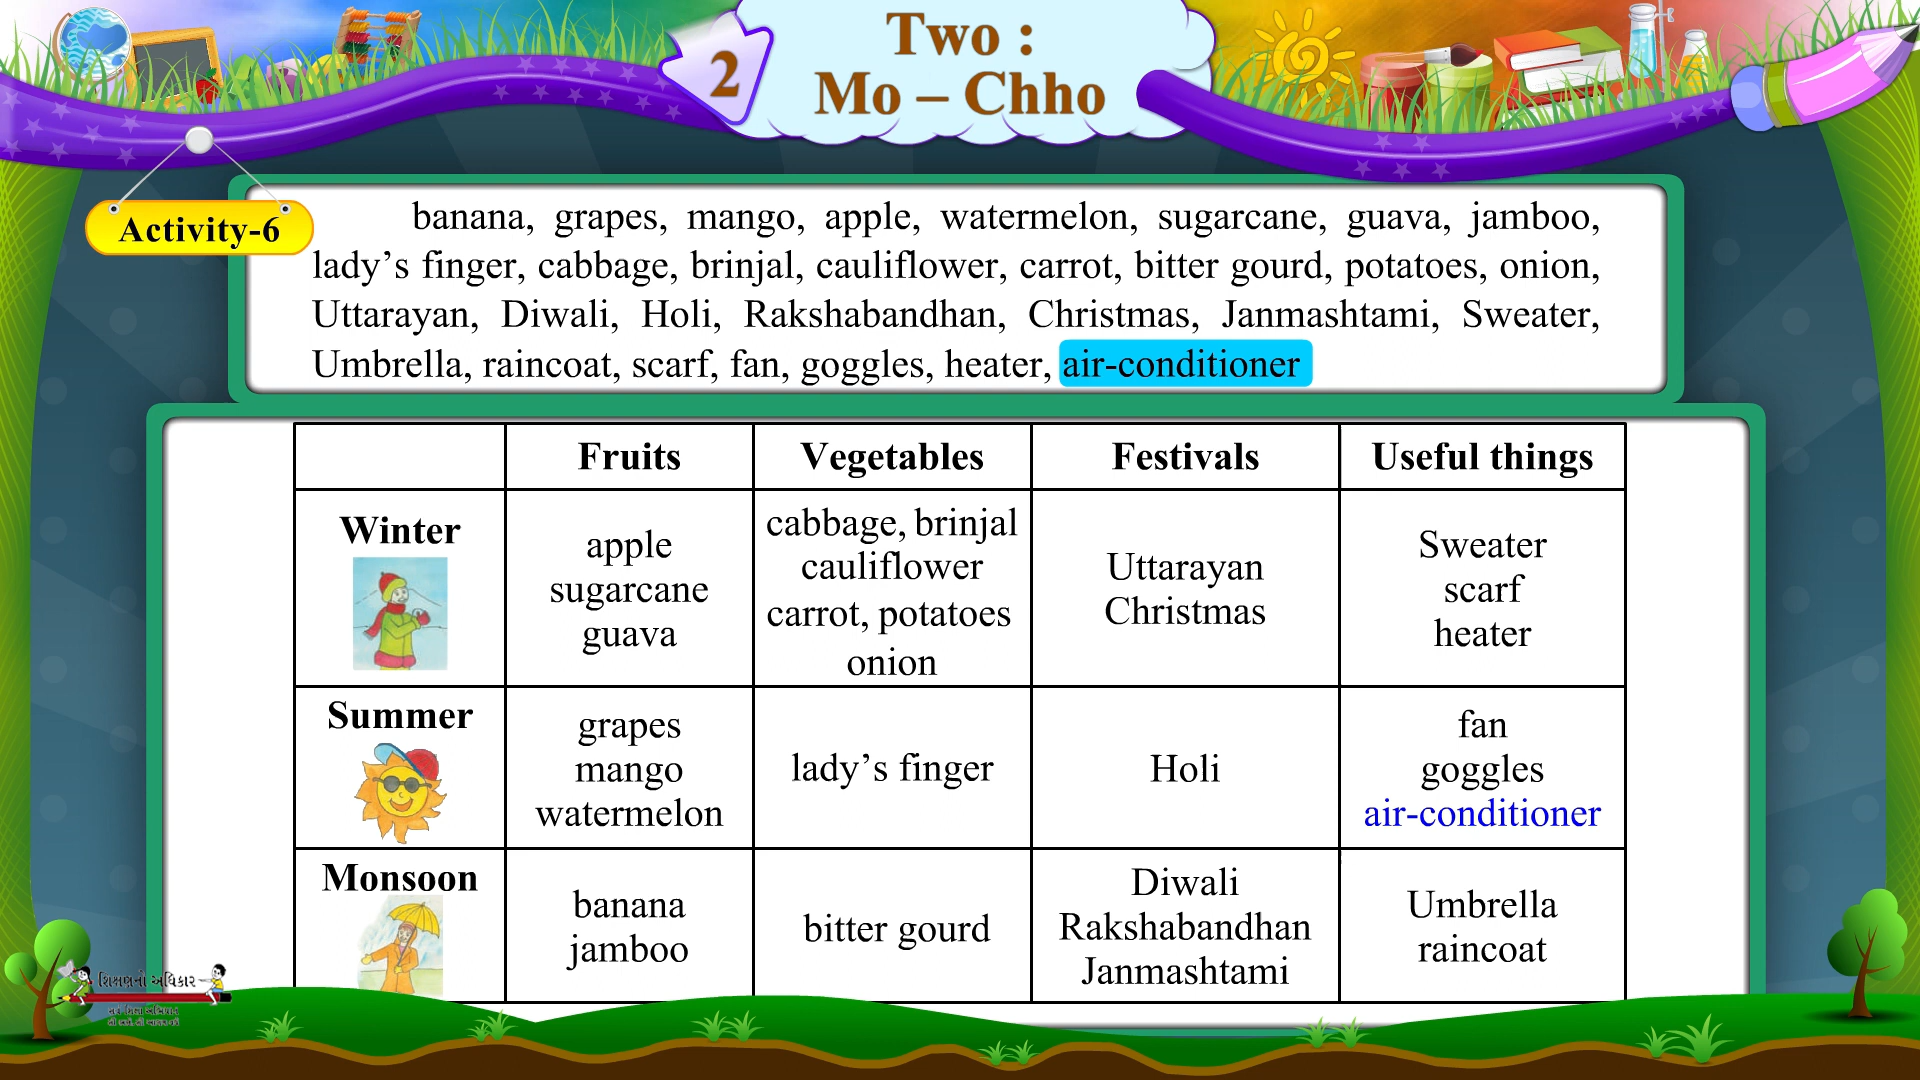 Two :
2
Mo – Chho
Activity-6
banana, grapes, mango, apple, watermelon, sugarcane, guava, jamboo,
lady’s finger, cabbage, brinjal, cauliflower, carrot, bitter gourd, potatoes, onion,
Uttarayan, Diwali, Holi, Rakshabandhan, Christmas, Janmashtami, Sweater,
Umbrella, raincoat, scarf, fan, goggles, heater, air-conditioner
Fruits Vegetables Festivals Useful things
Winter
apple
sugarcane
guava
cabbage, brinjal
cauliflower
carrot, potatoes
onion
Uttarayan
Christmas
Sweater
scarf
heater
Summer
grapes
mango
watermelon
lady’s finger
Holi
fan
goggles
air-conditioner
Monsoon
banana
jamboo
bitter gourd
Diwali
Rakshabandhan
Janmashtami
Umbrella
raincoat
શિક્ષણનો અધિકાર
સર્વ શિક્ષા અભિયાન